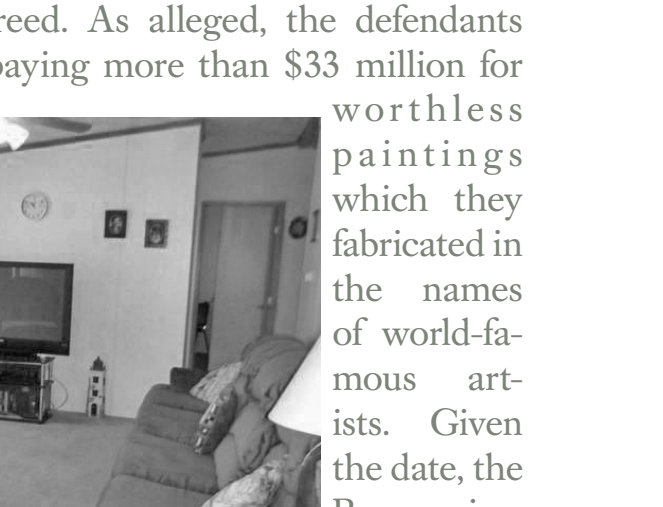 reed. As alleged, the defendants
paying more than $33 million for
worthless
paintings
which they
fabricated in
the names
of world-fa-
mous art-
ists. Given
the date, the